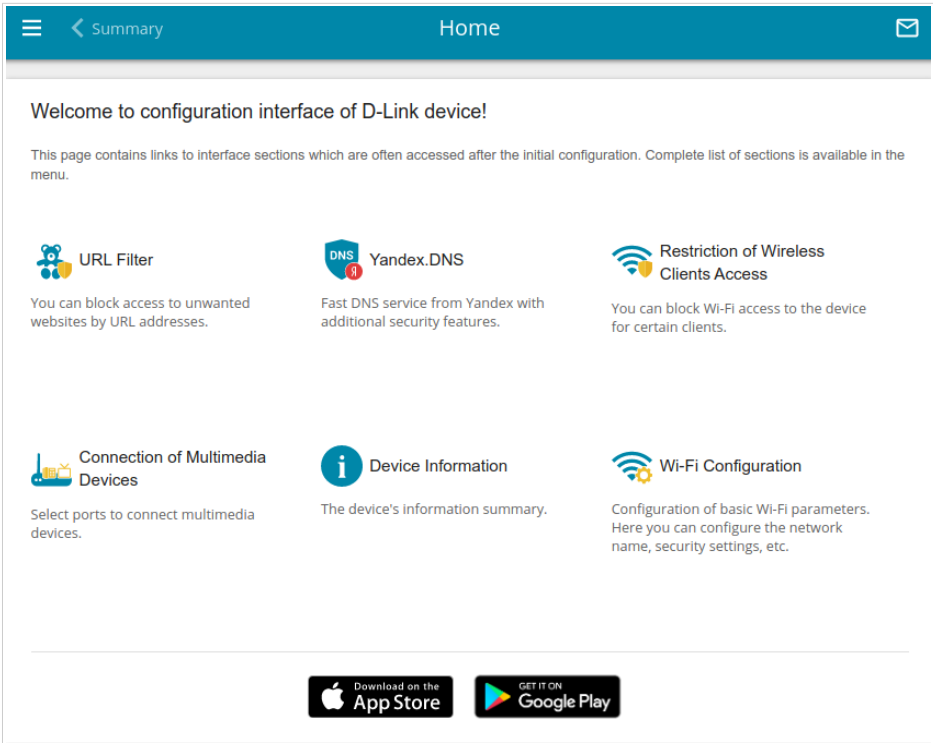 Summary
Home
Welcome to configuration interface of D-Link device!
This page contains links to interface sections which are often accessed after the initial configuration. Complete list of sections is available in the
menu.
URL Filter
You can block access to unwanted
websites by URL addresses.
DNS
Я
Yandex.DNS
Fast DNS service from Yandex with
additional security features.
Restriction of Wireless
Clients Access
You can block Wi-Fi access to the device
for certain clients.
Connection of Multimedia
Devices
Select ports to connect multimedia
devices.
i
Device Information
The device's information summary.
Wi-Fi Configuration
Configuration of basic Wi-Fi parameters.
Here you can configure the network
name, security settings, etc.
Download on the
App Store
GET IT ON
Google Play